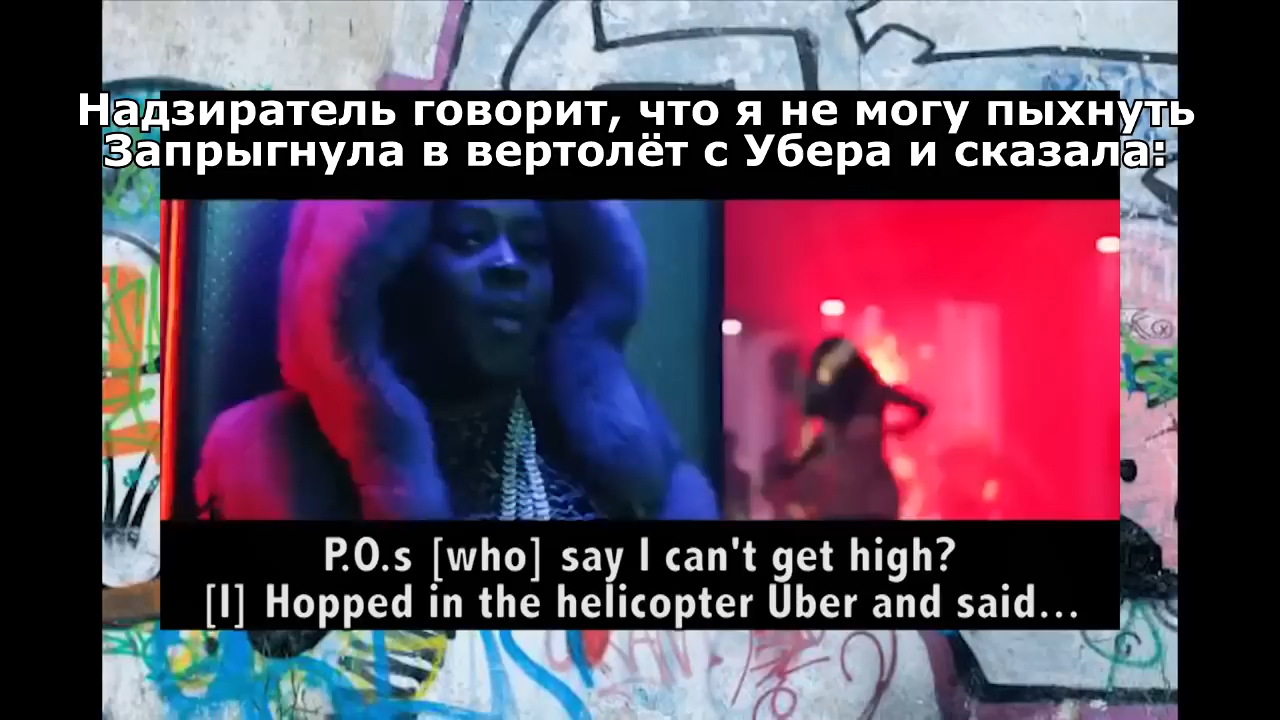 Надзиратель говорит, что я не могу пыхнуть
Запрыгнула в вертолёт с Убера и сказала:
P.O.s [who] say I can't get high?
[I] Hopped in the helicopter Uber and said...